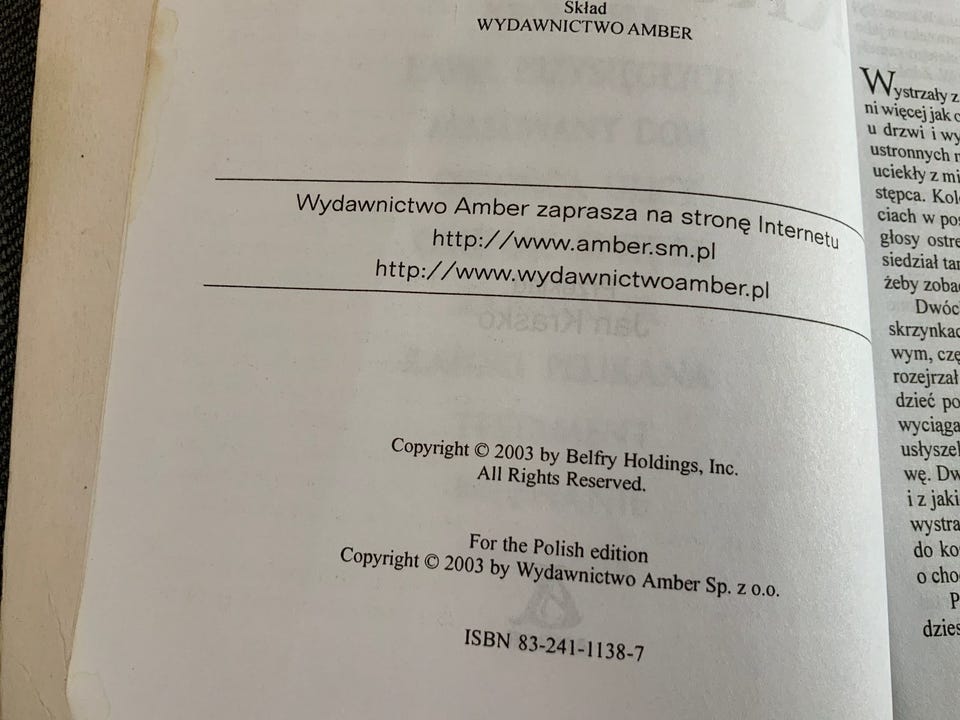 Skład
WYDAWNICTWO AMBER
Wydawnictwo Amber zaprasza na stronę Internetu
http://www.amber.sm.pl
http://www.wydawnictwoamber.pl
Copyright © 2003 by Belfry Holdings, Inc.
All Rights Reserved.
For the Polish edition
Copyright © 2003 by Wydawnictwo Amber Sp. z o.o.
ISBN 83-241-1138-7
Wystrzały z
ni więcej jak
u drzwi i wy
ustronnych
uciekły z mi
stępca. Kol
ciach w pos
głosy ostre
siedział tan
żeby zoba
Dwóc
skrzynkac
wym, czę
rozejrzał
dzieć po
wyciąga
usłyszel
wę. Dw
i z jaki
wystra
do ko
o cho
P
dzies